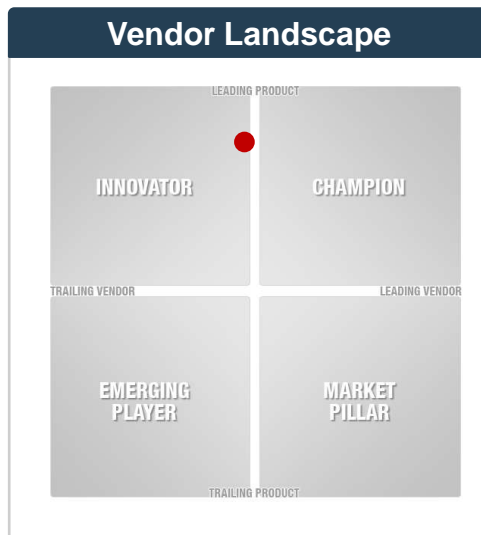 Vendor Landscape
LEADING PRODUCT
INNOVATOR
CHAMPION
TRAILING VENDOR
LEADING VENDOR
EMERGING
PLAYER
MARKET
PILLAR
TRAILING PRODUCT